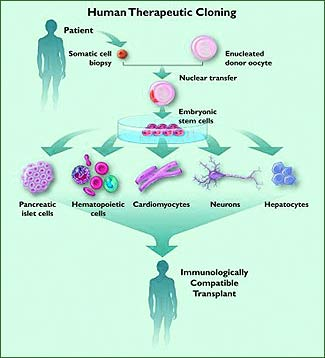 Human Therapeutic Cloning
Patient
Somatic cell
biopsy
Enucleated
donor oocyte
Nuclear transfer
Embryonic
stem cells
Pancreatic
islet cells
Hematopoietic
cells
Cardiomyocytes
Neurons
Hepatocytes
Immunologically
Compatible
Transplant